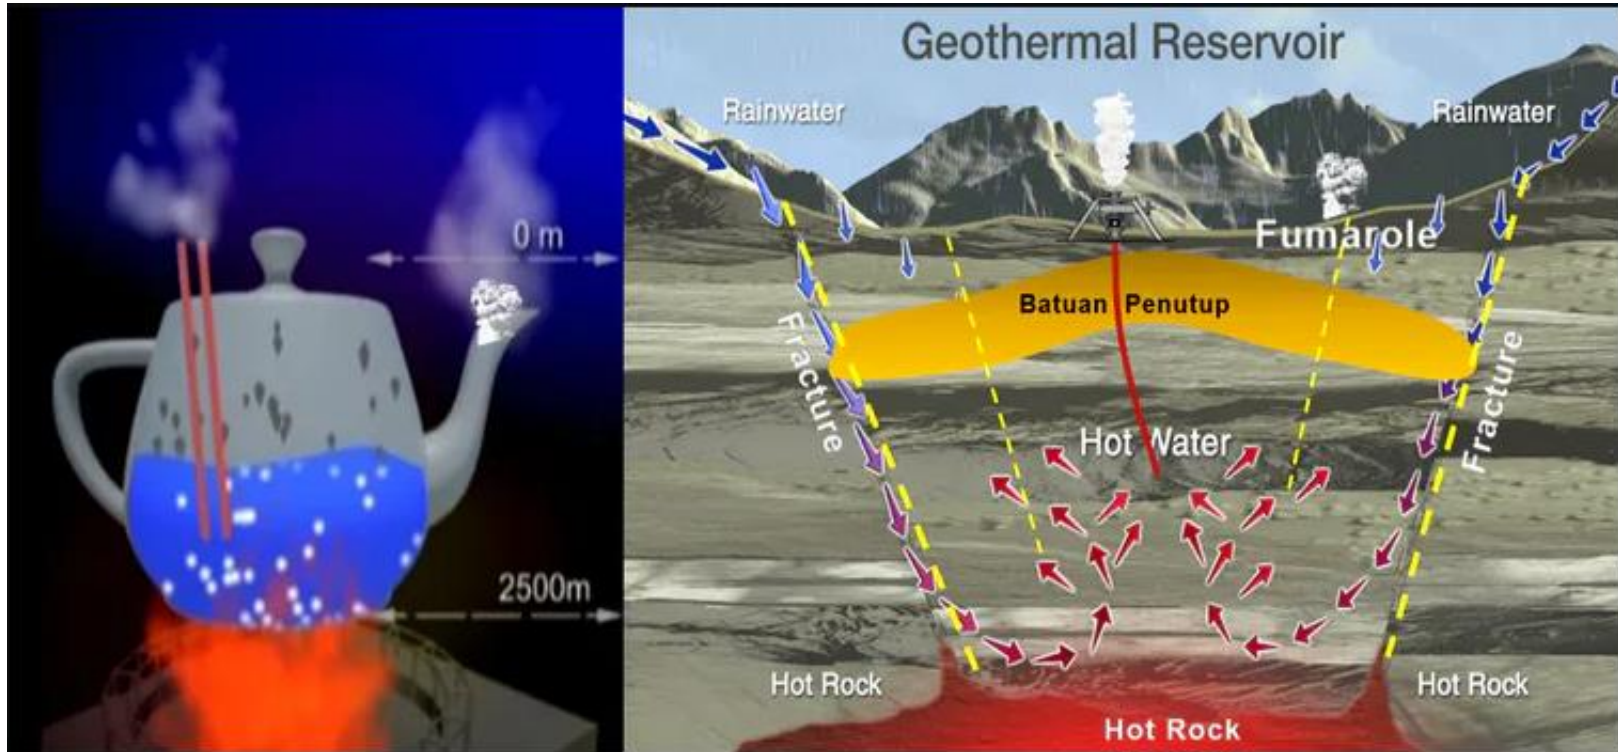 0 m
2500m
Geothermal Reservoir
Rainwater
Rainwater
Fumarole
Batuan Penutup
Fracture
Fracture
Hot Water
Hot Rock
Hot Rock
Hot Rock